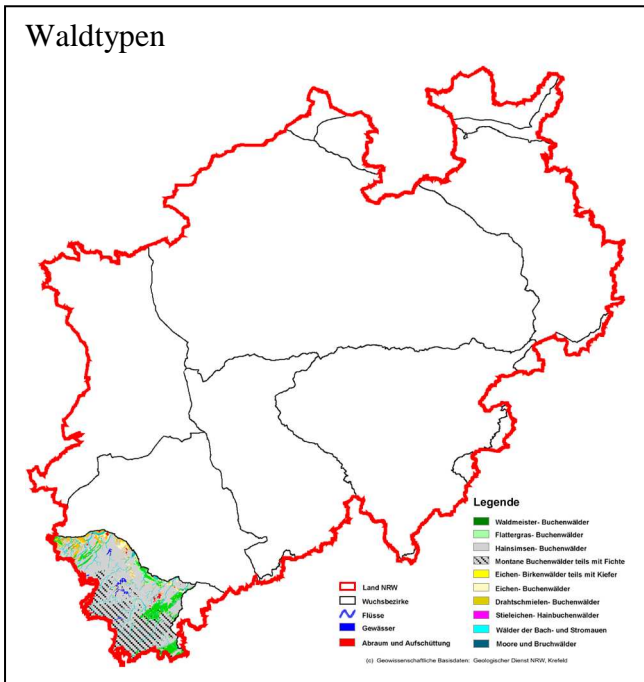 Waldtypen
Legende
Waldmeister- Buchenwälder
Flattergras- Buchenwälder
Hainsimsen- Buchenwälder
Montane Buchenwälder teils mit Fichte
Eichen- Birkenwälder teils mit Kiefer
Eichen- Buchenwälder
Drahtschmielen- Buchenwälder
Stieleichen- Hainbuchenwälder
Wälder der Bach- und Stromauen
Moore und Bruchwälder
Land NRW
Wuchsbezirke
Flüsse
Gewässer
Abraum und Aufschüttung
(c) Geowissenschaftliche Basisdaten: Geologischer Dienst NRW, Krefeld